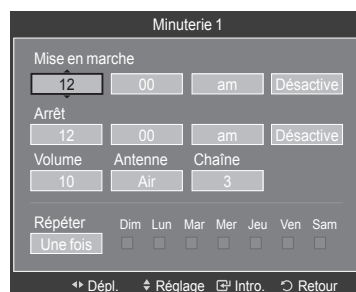 Minuterie 1
Mise en marche
12 00 am Désactive
Arrêt
12 00 am Désactive
Volume Antenne Chaîne
10 Air 3
Répéter Dim Lun Mar Mer Jeu Ven Sam
Une fois
Dépl. Réglage Intro. Retour